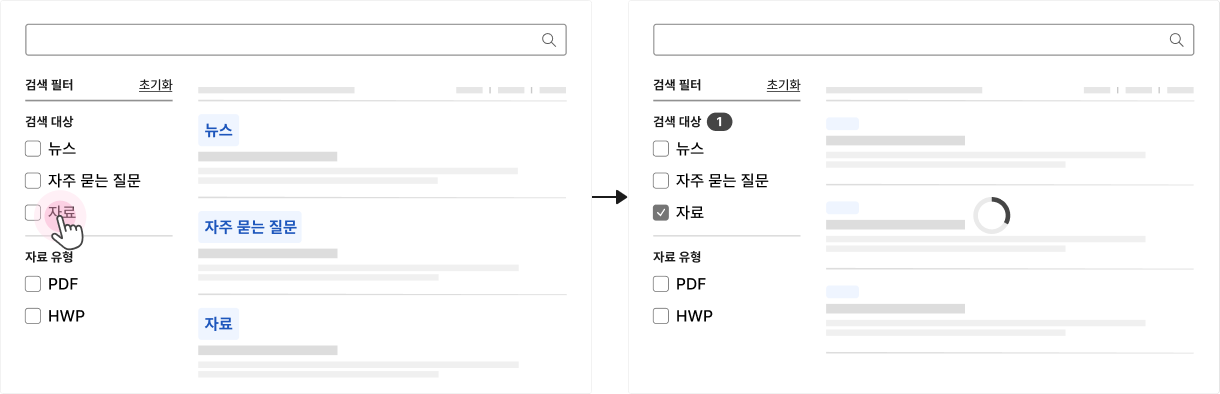 검색 필터 초기화
검색 대상
뉴스
자주 묻는 질문
자료
자료 유형
PDF
HWP
뉴스
자주 묻는 질문
자료
검색 필터 초기화
검색 대상 1
뉴스
자주 묻는 질문
자료
자료 유형
PDF
HWP